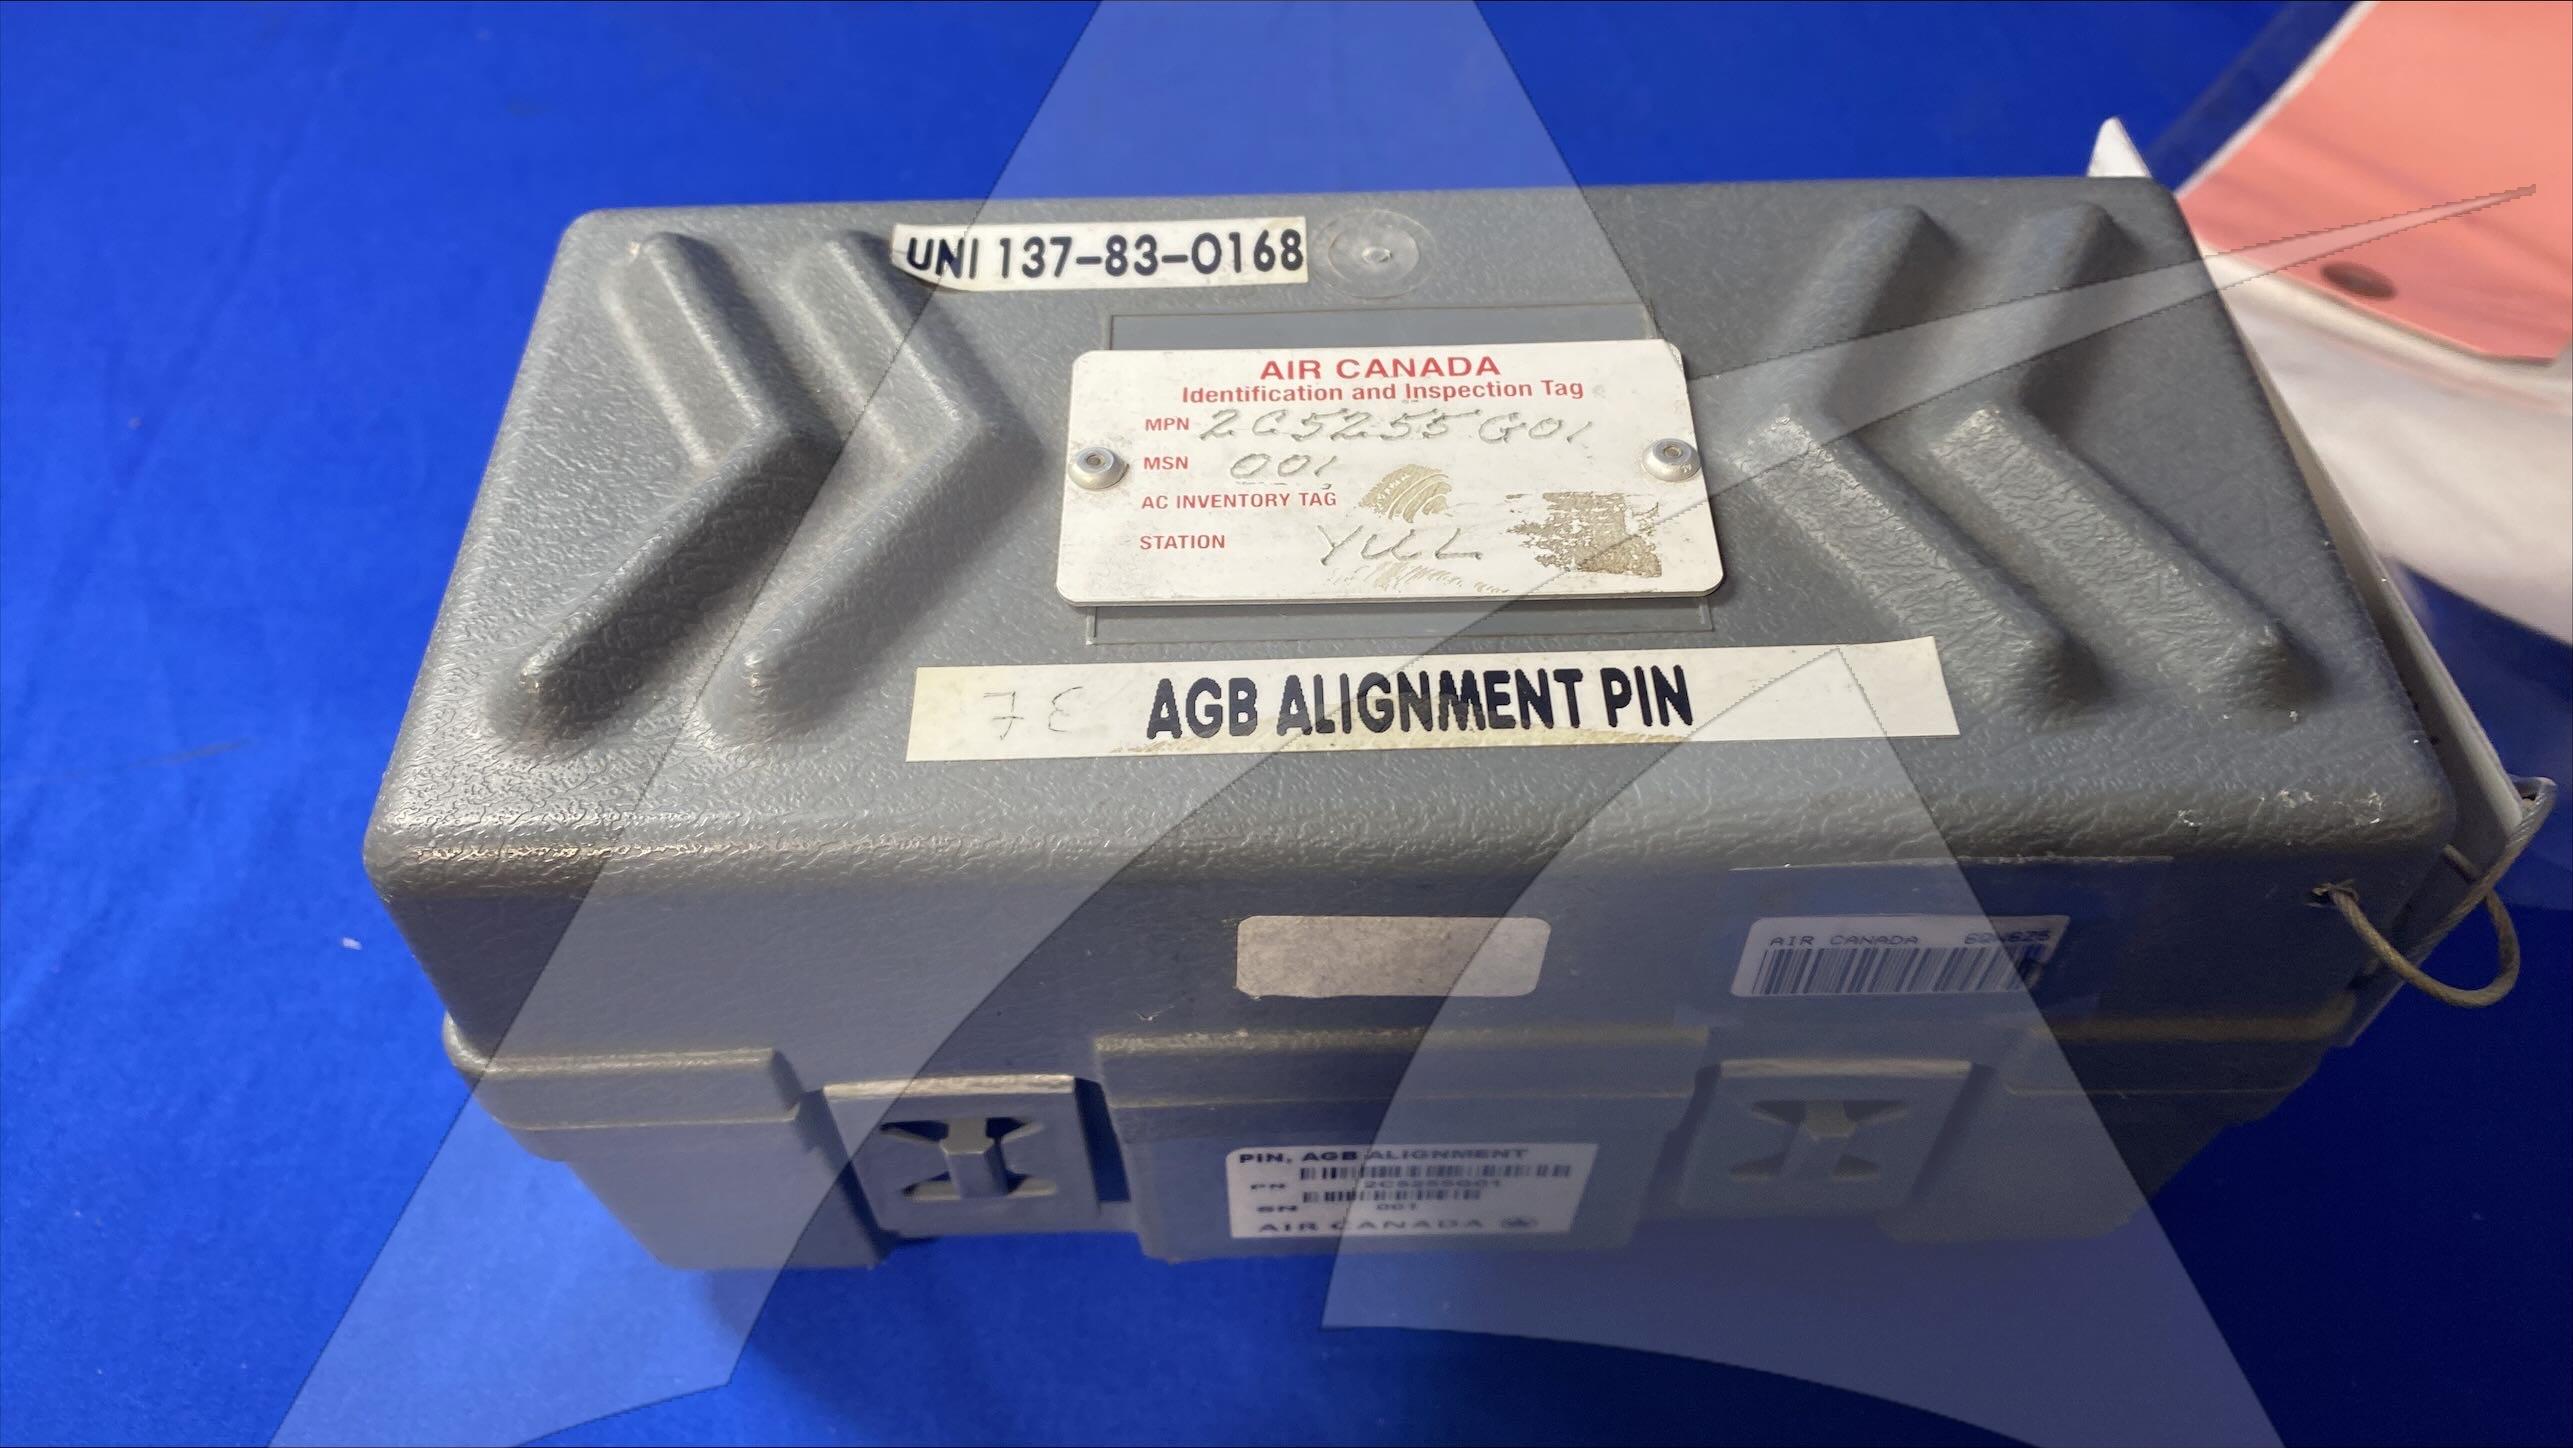 UNI 137-83-0168
AIR CANADA
Identification and Inspection Tag
MPN 2C5255G01
MSN 001
AC INVENTORY TAG
STATION YUL
7E AGB ALIGNMENT PIN
AIR CANADA
PIN, AGB ALIGNMENT
PN 2C5255G01
SN 001
AIR CANADA